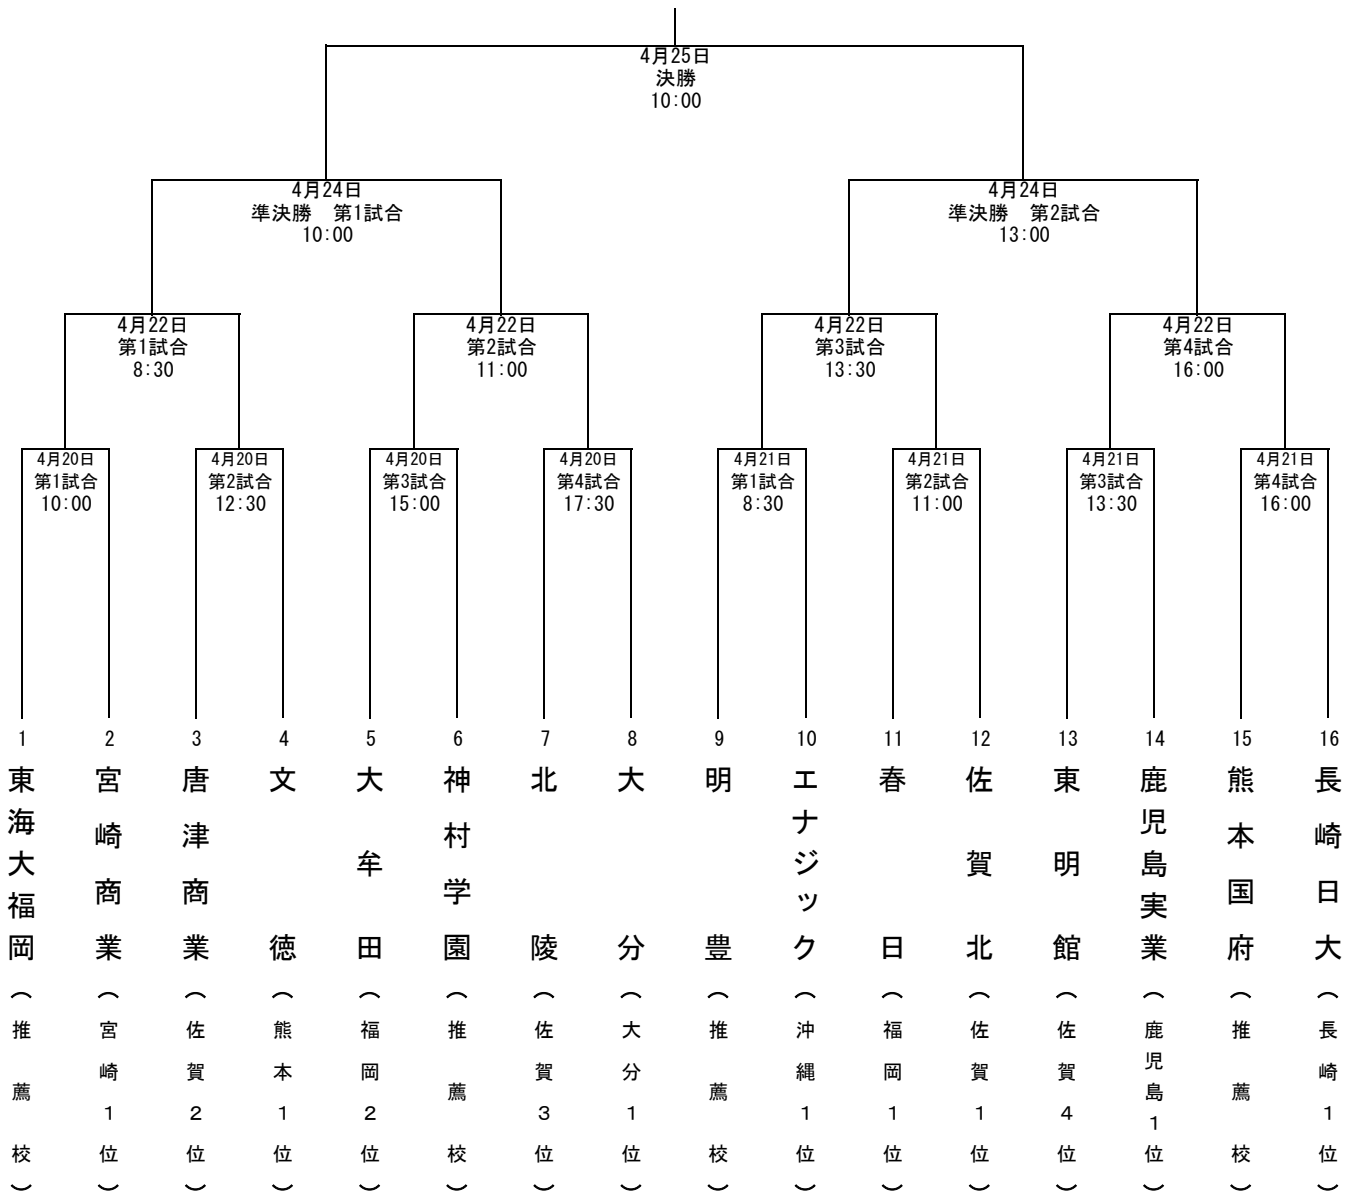 4月25日
決勝
10:00
4月24日
準決勝　第1試合
10:00
4月24日
準決勝　第2試合
13:00
4月22日
第1試合
8:30
4月22日
第2試合
11:00
4月22日
第3試合
13:30
4月22日
第4試合
16:00
4月20日
第1試合
10:00
4月20日
第2試合
12:30
4月20日
第3試合
15:00
4月20日
第4試合
17:30
4月21日
第1試合
8:30
4月21日
第2試合
11:00
4月21日
第3試合
13:30
4月21日
第4試合
16:00
1
東海大福岡（推薦校）
2
宮崎商業（宮崎1位）
3
唐津商業（佐賀2位）
4
文徳（熊本1位）
5
大牟田（福岡2位）
6
神村学園（推薦校）
7
北陵（佐賀3位）
8
大分（大分1位）
9
明豊（推薦校）
10
エナジック（沖縄1位）
11
春日（福岡1位）
12
佐賀北（佐賀1位）
13
東明館（佐賀4位）
14
鹿児島実業（鹿児島1位）
15
熊本国府（推薦校）
16
長崎日大（長崎1位）